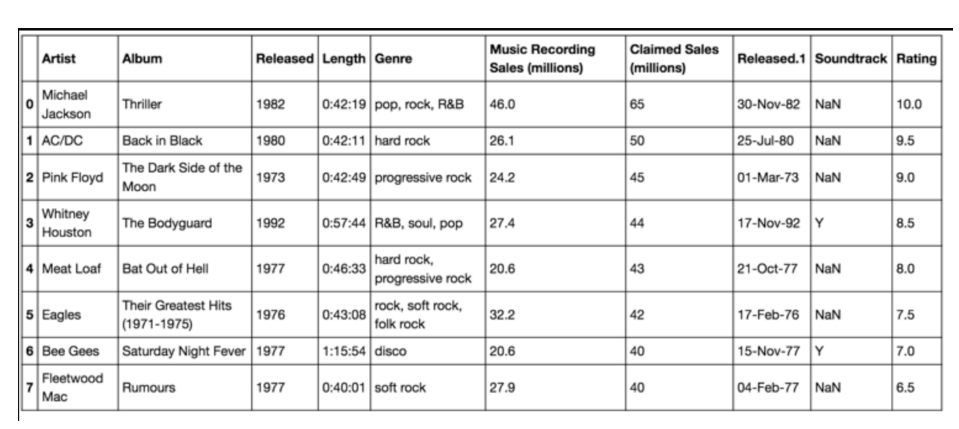 Artist Album Released Length Genre Music Recording Sales (millions) Claimed Sales (millions) Released.1 Soundtrack Rating
0 Michael Jackson Thriller 1982 0:42:19 pop, rock, R&B 46.0 65 30-Nov-82 NaN 10.0
1 AC/DC Back in Black 1980 0:42:11 hard rock 26.1 50 25-Jul-80 NaN 9.5
2 Pink Floyd The Dark Side of the Moon 1973 0:42:49 progressive rock 24.2 45 01-Mar-73 NaN 9.0
3 Whitney Houston The Bodyguard 1992 0:57:44 R&B, soul, pop 27.4 44 17-Nov-92 Y 8.5
4 Meat Loaf Bat Out of Hell 1977 0:46:33 hard rock, progressive rock 20.6 43 21-Oct-77 NaN 8.0
5 Eagles Their Greatest Hits (1971-1975) 1976 0:43:08 rock, soft rock, folk rock 32.2 42 17-Feb-76 NaN 7.5
6 Bee Gees Saturday Night Fever 1977 1:15:54 disco 20.6 40 15-Nov-77 Y 7.0
7 Fleetwood Mac Rumours 1977 0:40:01 soft rock 27.9 40 04-Feb-77 NaN 6.5